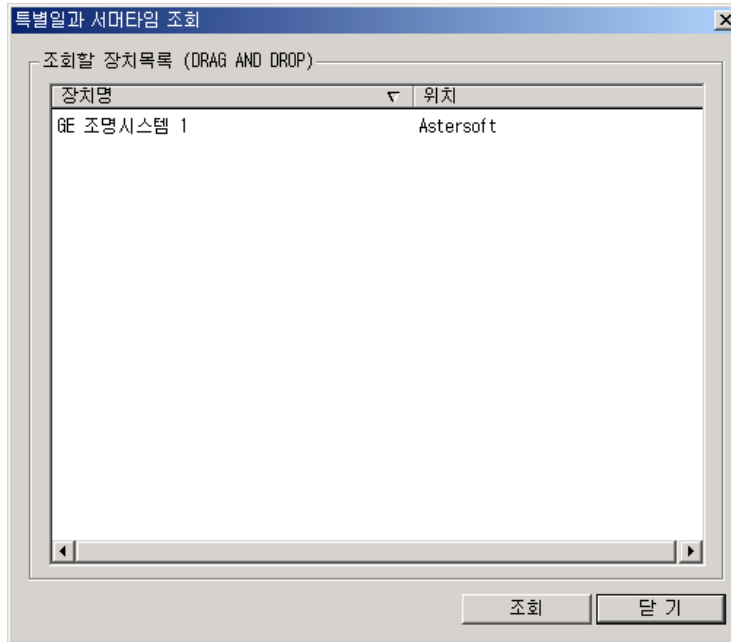 특별일과 서머타임 조회
조회할 장치목록 (DRAG AND DROP)
장치명 위치
GE 조명시스템 1 Astersoft
조회 닫 기